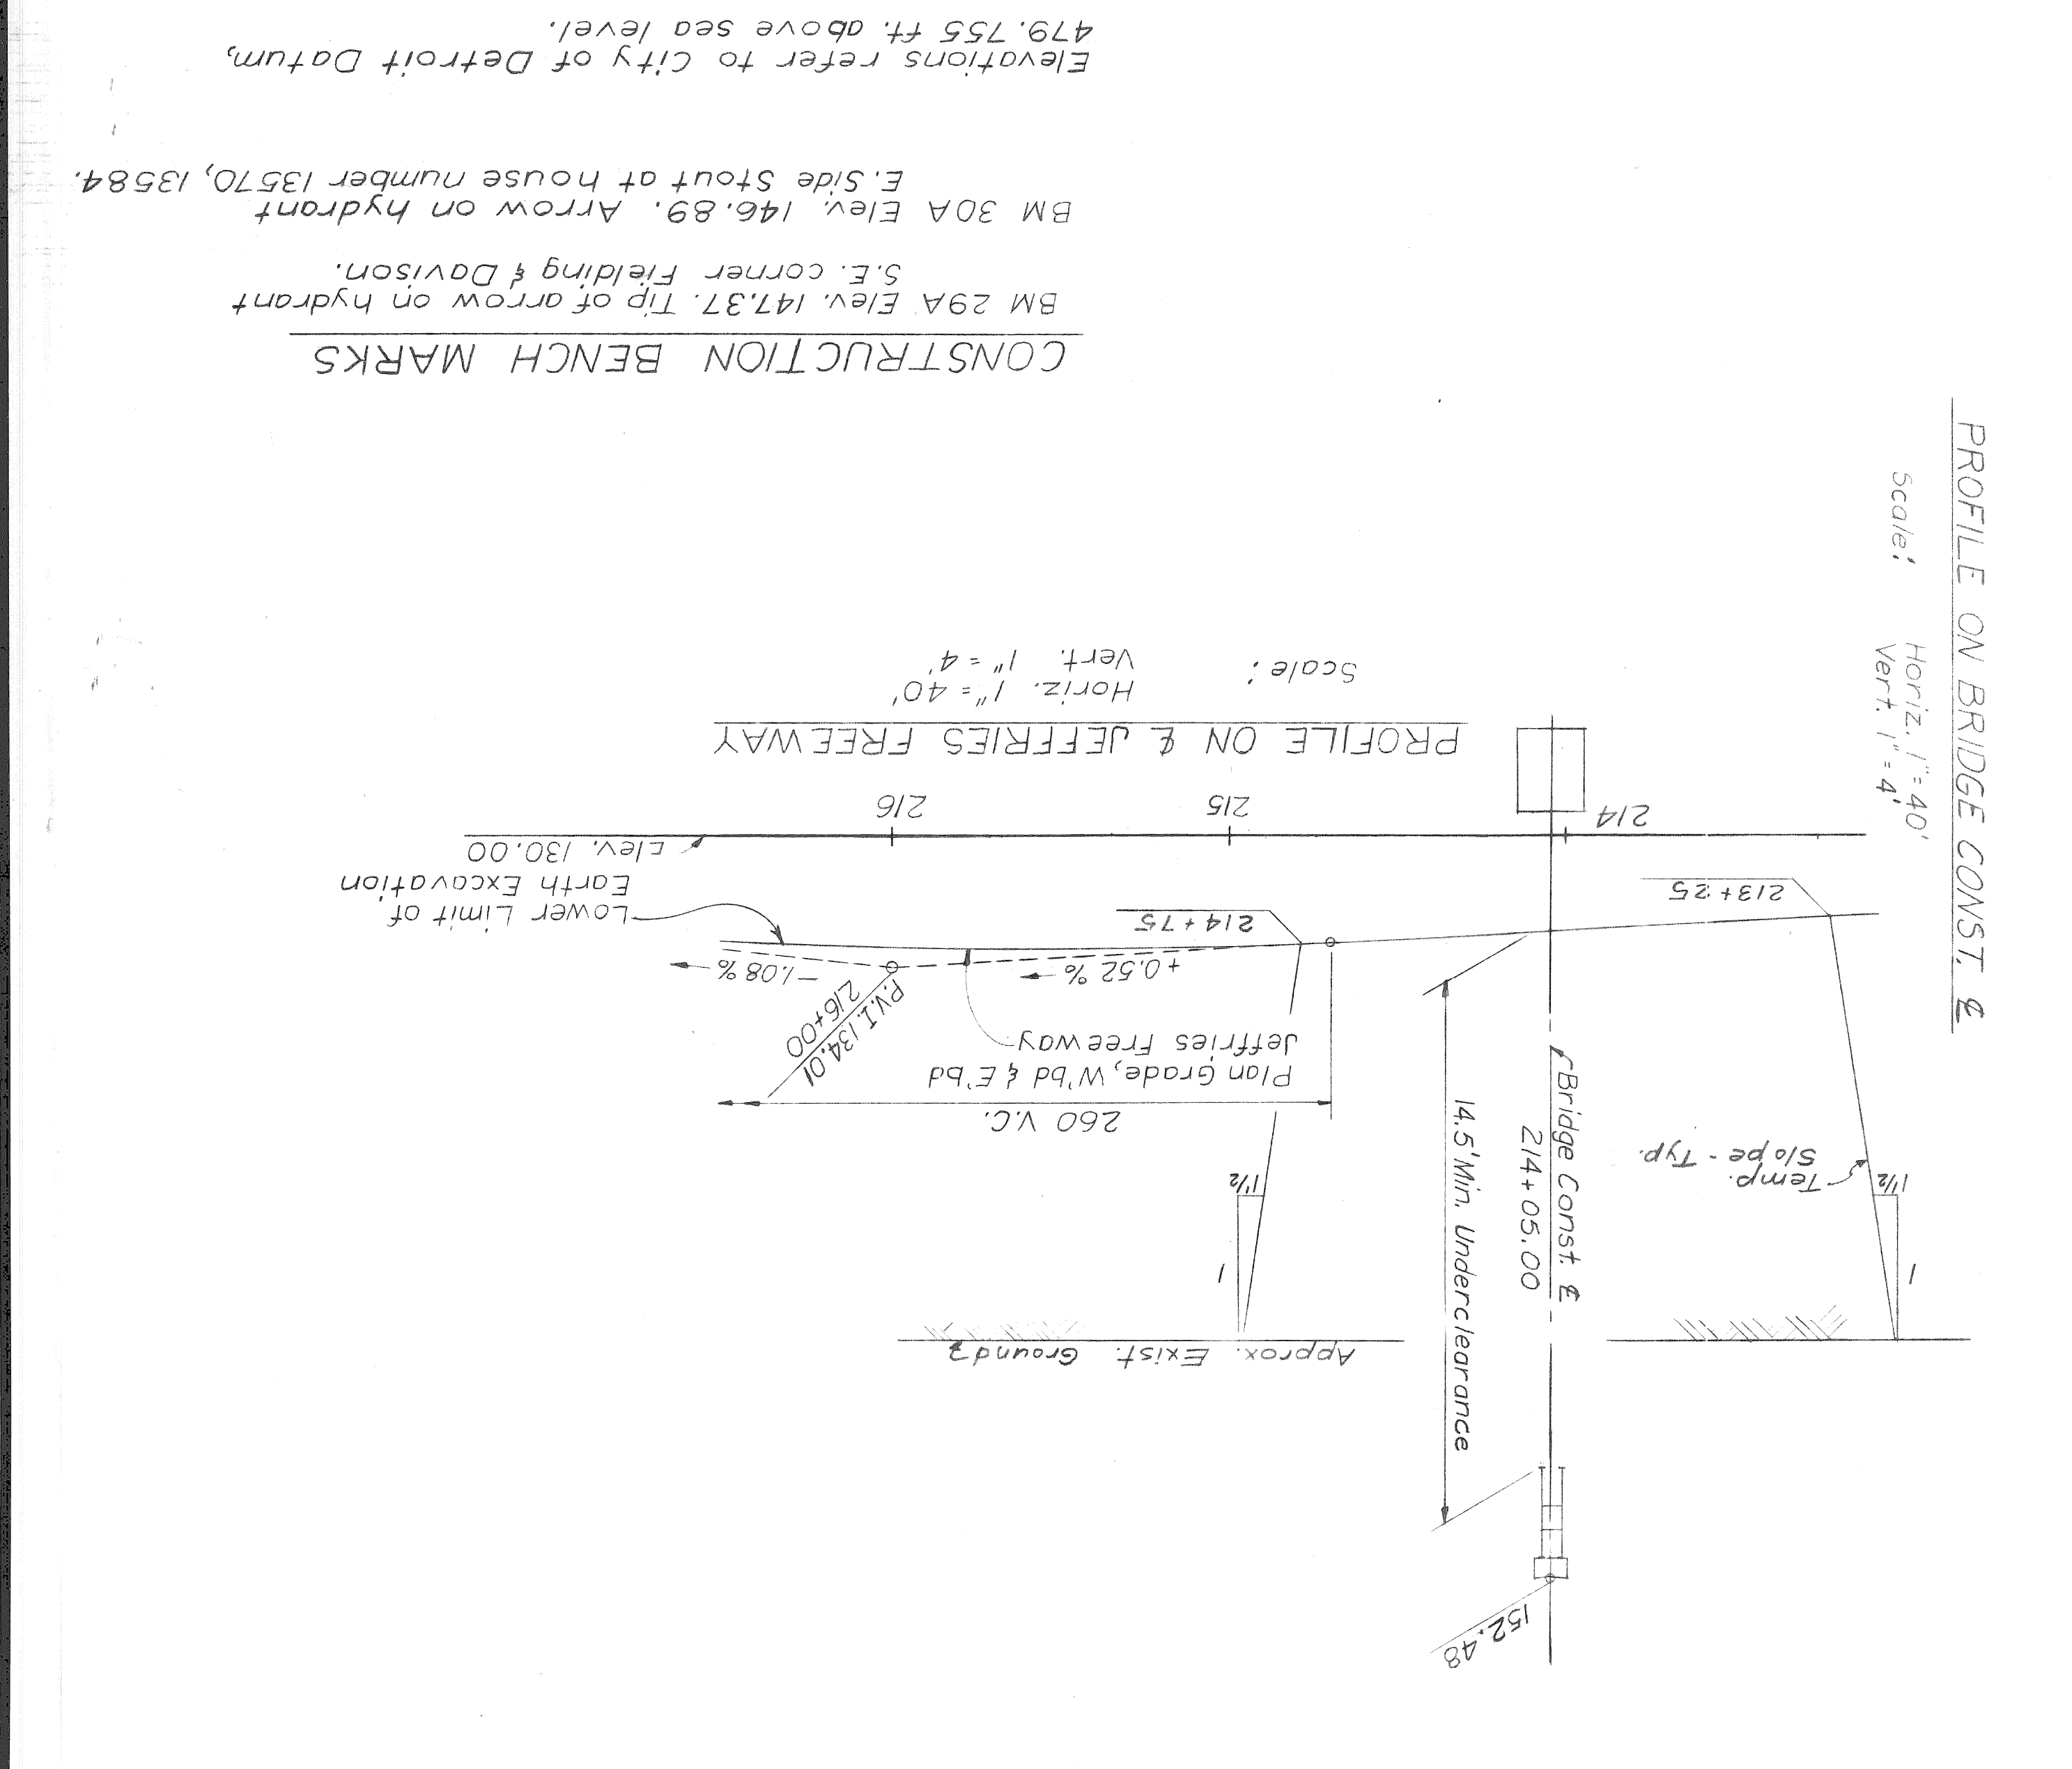 152.48
Approx. Exist. Ground
1
1
1½
1½
Temp.
Slope - Typ.
14.5' Min. Underclearance
214+05.00
Bridge Const. ℄
260 V.C.
Plan Grade, W'bd & E'bd
Jeffries Freeway
P.V.I. 134.01
216+00
+0.52 %
-1.08 %
213+25
214+75
Lower Limit of
Earth Excavation
Elev. 130.00
214
215
216
PROFILE ON ℄ JEFFRIES FREEWAY
Scale:
Horiz. 1" = 40'
Vert. 1" = 4'
PROFILE ON BRIDGE CONST. ℄
Scale:
Horiz. 1" = 40'
Vert. 1" = 4'
CONSTRUCTION BENCH MARKS
BM 29A Elev. 147.37. Tip of arrow on hydrant
S.E. corner Fielding & Davison.
BM 30A Elev. 146.89. Arrow on hydrant
E. Side Stout at house number 13570, 13584.
Elevations refer to City of Detroit Datum,
479.755 ft. above sea level.